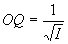 OQ = 1/√I